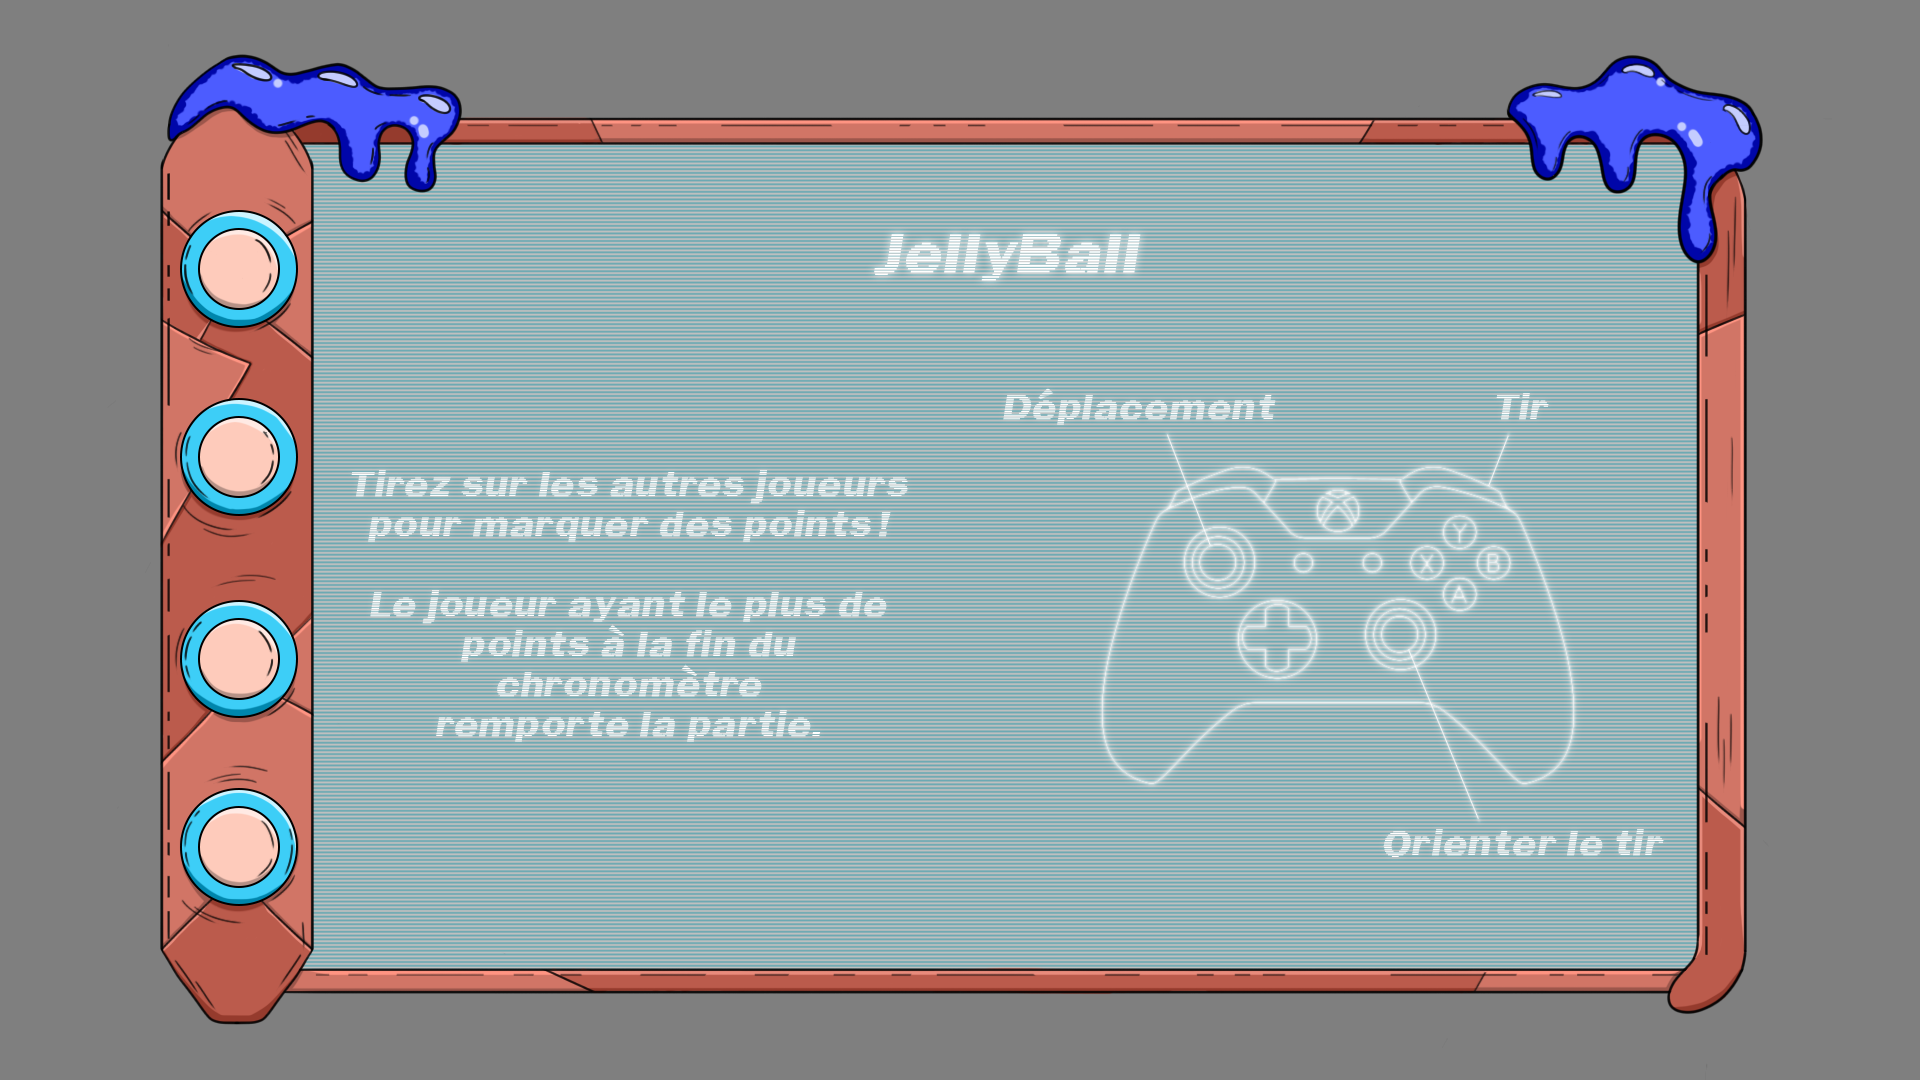 JellyBall
Déplacement
Tir
Tirez sur les autres joueurs
pour marquer des points!
Le joueur ayant le plus de
points à la fin du
chronomètre
remporte la partie.
Y
X
B
A
Orienter le tir